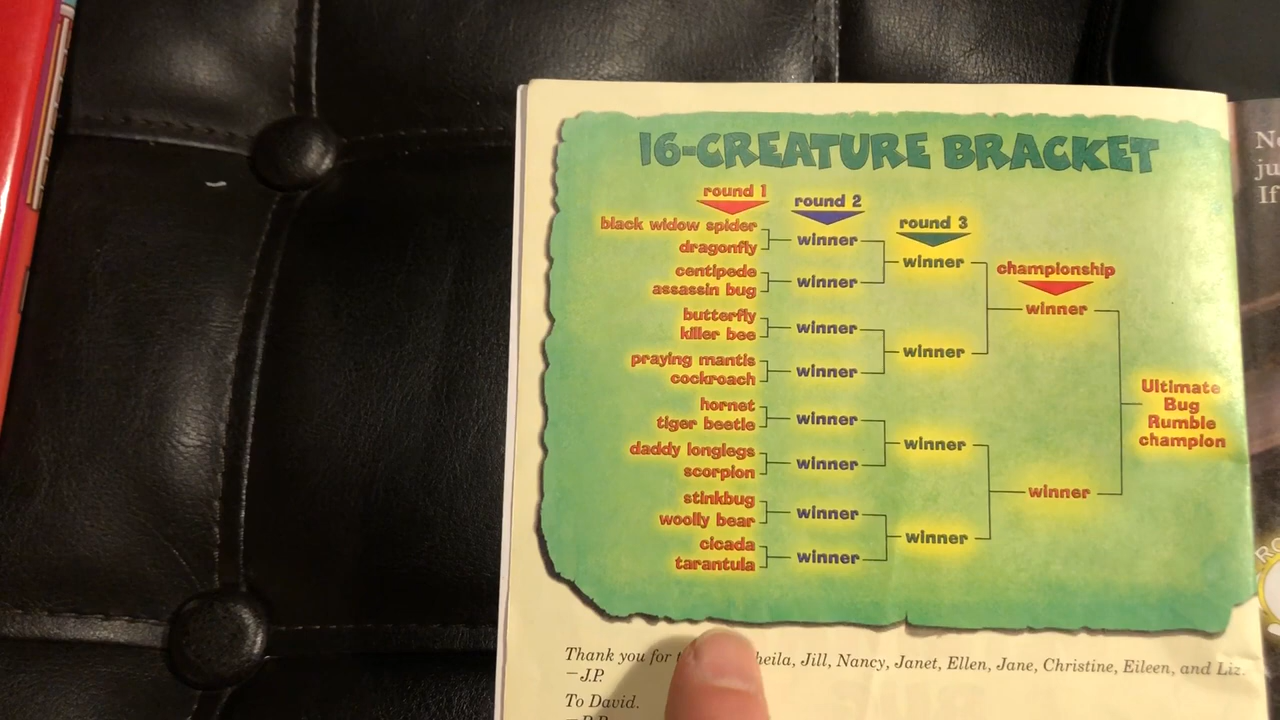 16-CREATURE BRACKET
round 1
round 2
round 3
championship
black widow spider
dragonfly
centipede
assassin bug
butterfly
killer bee
praying mantis
cockroach
hornet
tiger beetle
daddy longlegs
scorpion
stinkbug
woolly bear
cicada
tarantula
winner
winner
winner
winner
winner
winner
winner
winner
winner
winner
winner
winner
winner
winner
Ultimate
Bug
Rumble
champion
Thank you for Sheila, Jill, Nancy, Janet, Ellen, Jane, Christine, Eileen, and Liz.
—J.P.
To David.